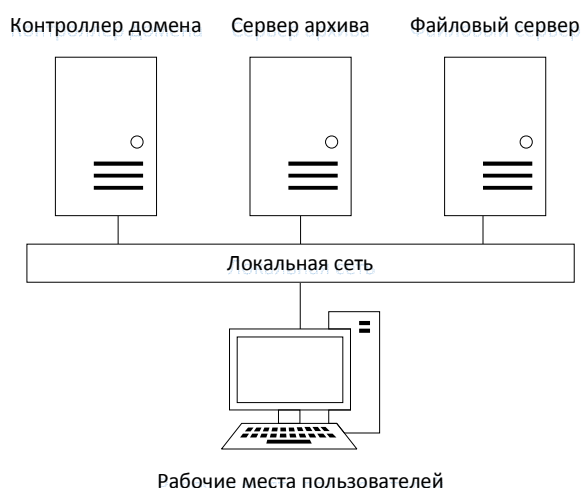 Контроллер домена
Сервер архива
Файловый сервер
Локальная сеть
Рабочие места пользователей